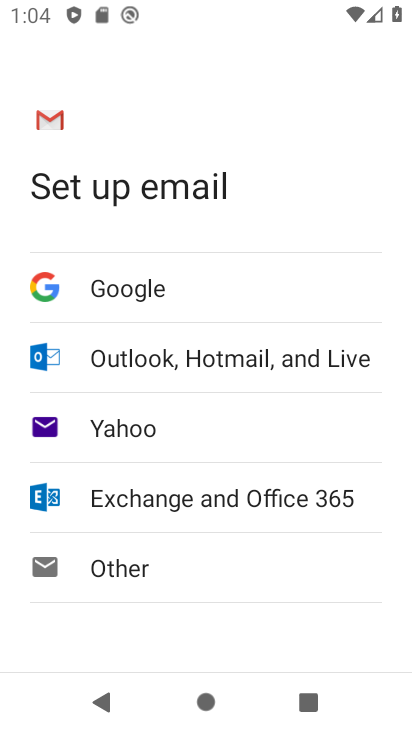 1:04
Set up email
Google
Outlook, Hotmail, and Live
Yahoo
Exchange and Office 365
Other